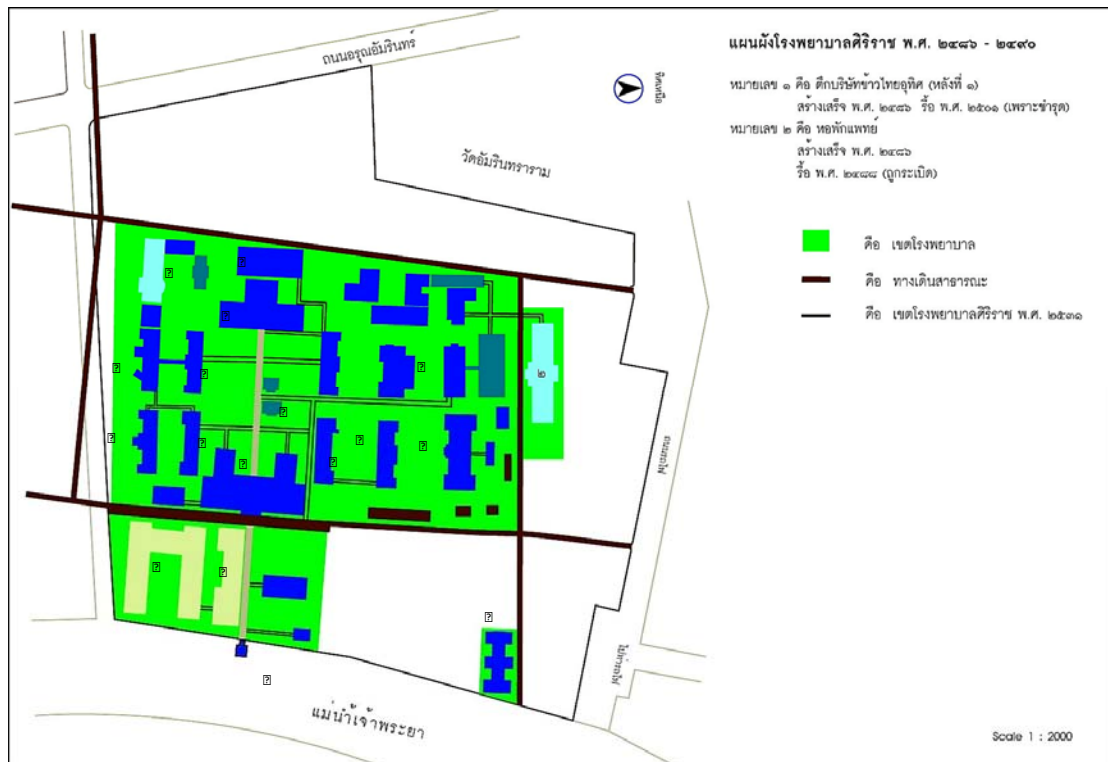 แผนผังโรงพยาบาลศิริราช พ.ศ. ๒๔๘๖ - ๒๔๙๐
หมายเลข ๑ คือ ตึกบริษัทข้าวไทยอุทิศ (หลังที่ ๑)
สร้างเสร็จ พ.ศ. ๒๔๘๖ รื้อ พ.ศ. ๒๕๐๑ (เพราะชำรุด)
หมายเลข ๒ คือ หอพักแพทย์
สร้างเสร็จ พ.ศ. ๒๔๘๖
รื้อ พ.ศ. ๒๔๘๘ (ถูกระเบิด)
คือ เขตโรงพยาบาล
คือ ทางเดินสาธารณะ
คือ เขตโรงพยาบาลศิริราช พ.ศ. ๒๕๓๑
ถนนอรุณอัมรินทร์
ทิศเหนือ
วัดอัมรินทราราม
๒
ถนนรถไฟ
แม่น้ำเจ้าพระยา
Scale 1 : 2000